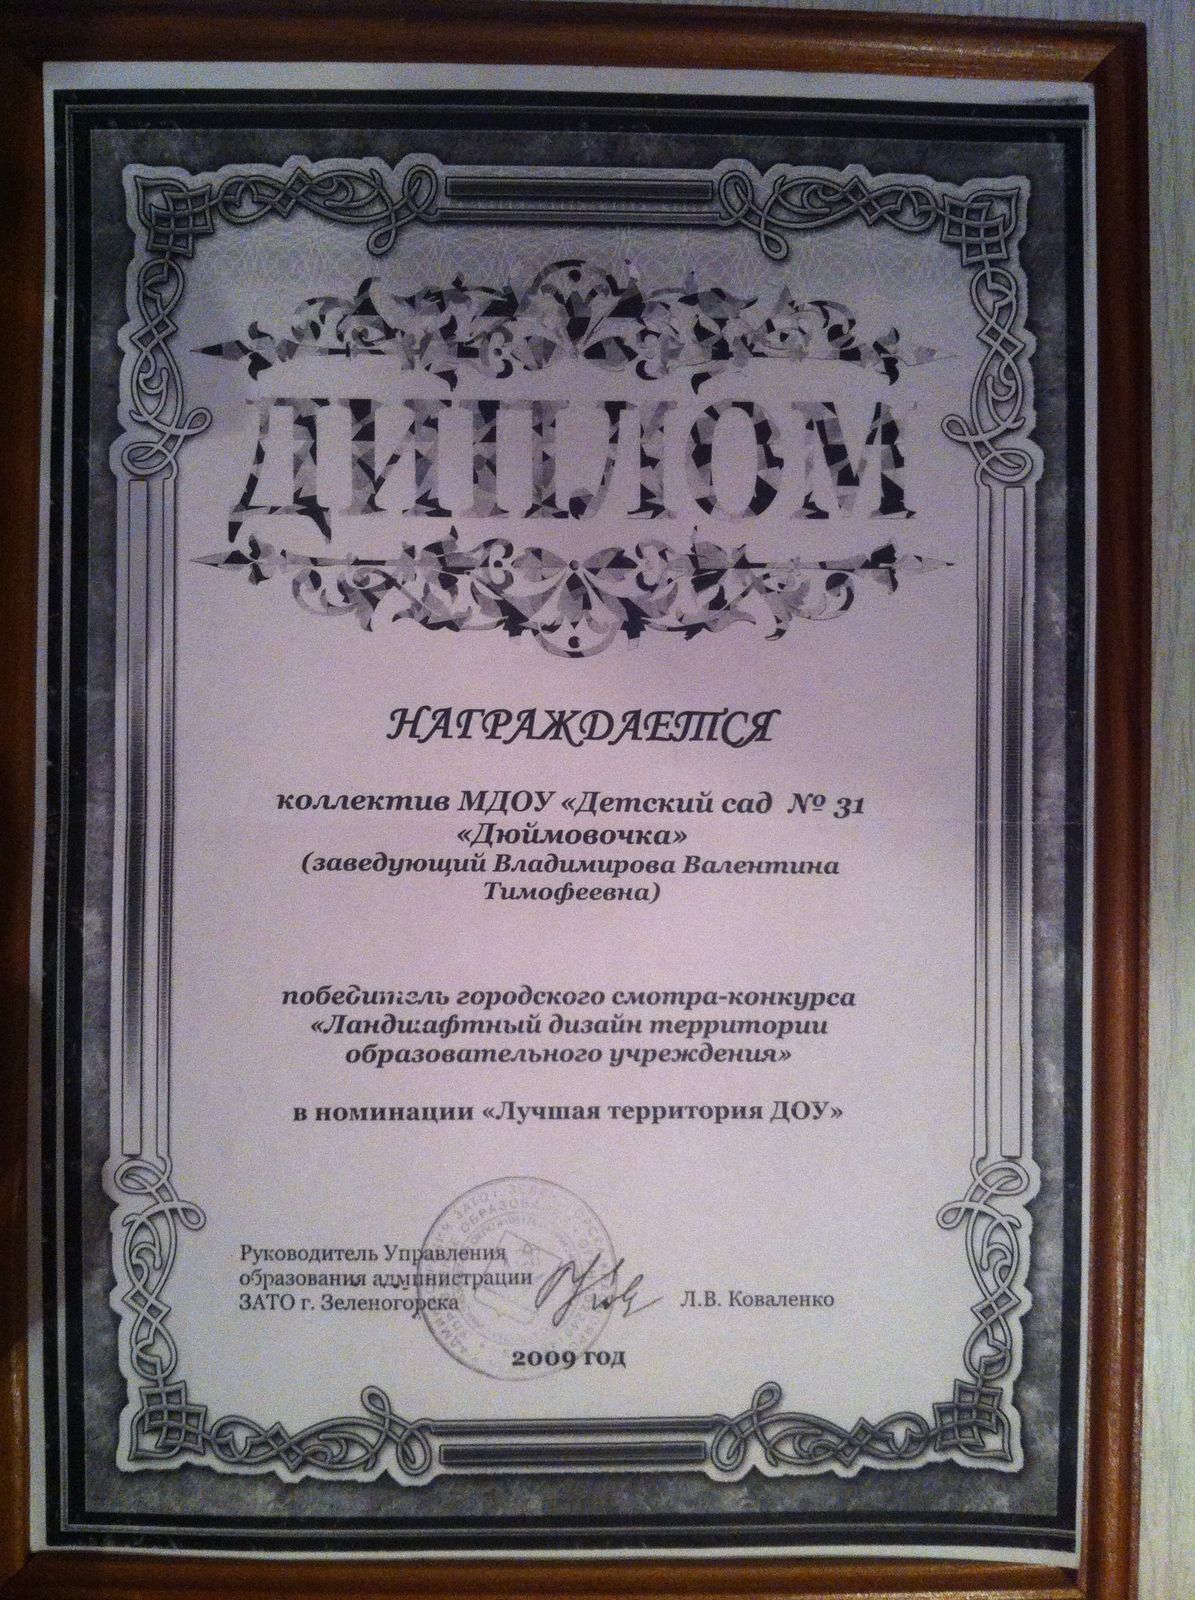 ДИПЛОМ
НАГРАЖДАЕТСЯ
коллектив МДОУ «Детский сад № 31
«Дюймовочка»
(заведующий Владимирова Валентина
Тимофеевна)
победитель городского смотра-конкурса
«Ландшафтный дизайн территории
образовательного учреждения»
в номинации «Лучшая территория ДОУ»
Руководитель Управления
образования администрации
ЗАТО г. Зеленогорска
Л.В. Коваленко
2009 год